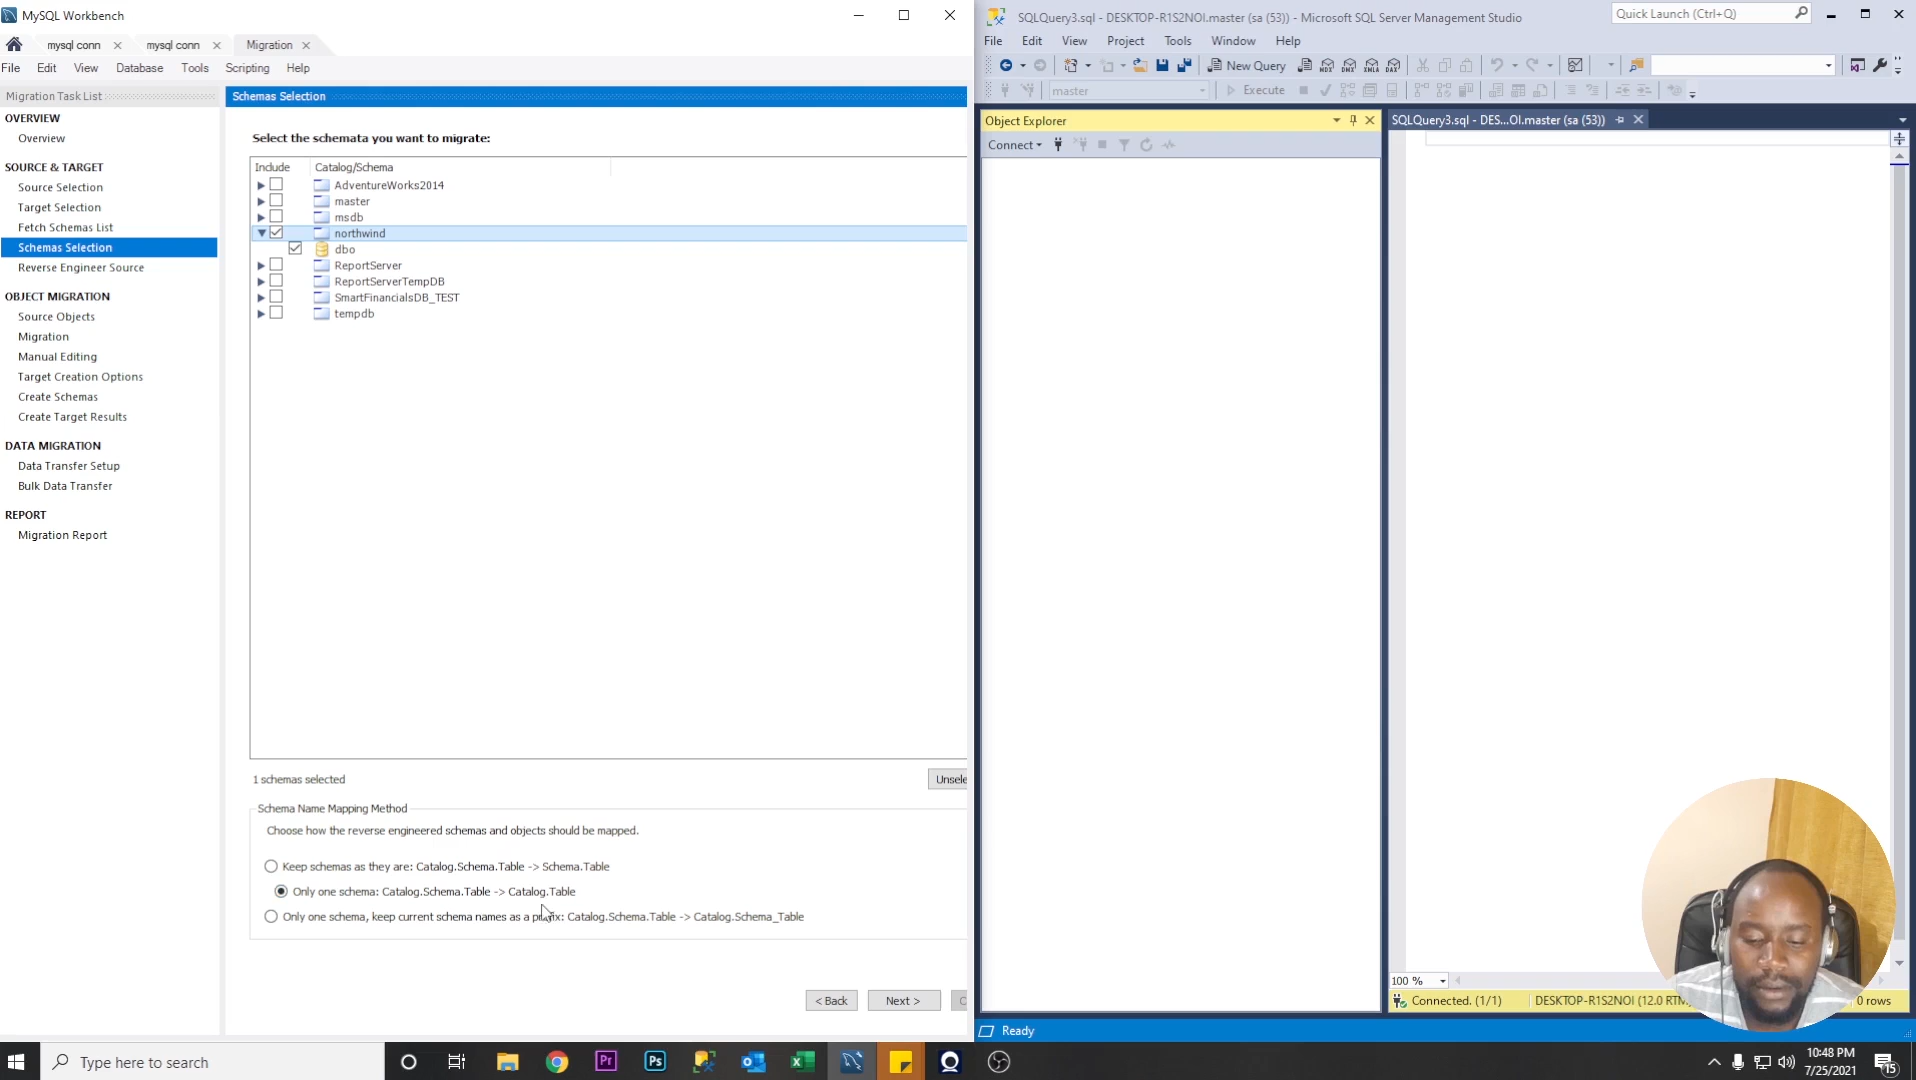 MySQL Workbench
mysql conn
mysql conn
Migration
File Edit View Database Tools Scripting Help
Migration Task List
OVERVIEW
Overview
SOURCE & TARGET
Source Selection
Target Selection
Fetch Schemas List
Schemas Selection
Reverse Engineer Source
OBJECT MIGRATION
Source Objects
Migration
Manual Editing
Target Creation Options
Create Schemas
Create Target Results
DATA MIGRATION
Data Transfer Setup
Bulk Data Transfer
REPORT
Migration Report
Schemas Selection
Select the schemata you want to migrate:
Include Catalog/Schema
AdventureWorks2014
master
msdb
northwind
dbo
ReportServer
ReportServerTempDB
SmartFinancialsDB_TEST
tempdb
1 schemas selected
Unsele
Schema Name Mapping Method
Choose how the reverse engineered schemas and objects should be mapped.
Keep schemas as they are: Catalog.Schema.Table -> Schema.Table
Only one schema: Catalog.Schema.Table -> Catalog.Table
Only one schema, keep current schema names as a prefix: Catalog.Schema.Table -> Catalog.Schema_Table
< Back
Next >
SQLQuery3.sql - DESKTOP-R1S2NOI.master (sa (53)) - Microsoft SQL Server Management Studio
Quick Launch (Ctrl+Q)
File Edit View Project Tools Window Help
New Query
MDX DMX XMLA DAX
master
Execute
Object Explorer
Connect
SQLQuery3.sql - DES...OI.master (sa (53))
100 %
Connected. (1/1)
DESKTOP-R1S2NOI (12.0 RTM
0 rows
Ready
Type here to search
Pr
Ps
10:48 PM
7/25/2021
15